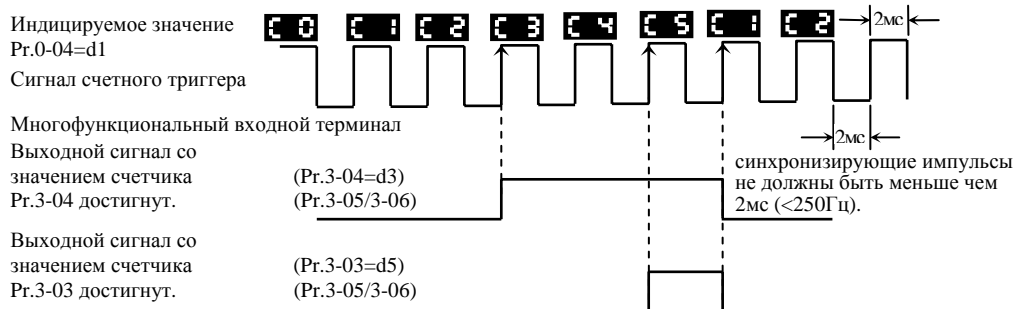 Индицируемое значение
Pr.0-04=d1
C 0 C 1 C 2 C 3 C 4 C 5 C 1 C 2
2мс
Сигнал счетного триггера
Многофункциональный входной терминал
2мс
синхронизирующие импульсы
не должны быть меньше чем
2мс (<250Гц).
Выходной сигнал со
значением счетчика (Pr.3-04=d3)
Pr.3-04 достигнут. (Pr.3-05/3-06)
Выходной сигнал со
значением счетчика (Pr.3-03=d5)
Pr.3-03 достигнут. (Pr.3-05/3-06)